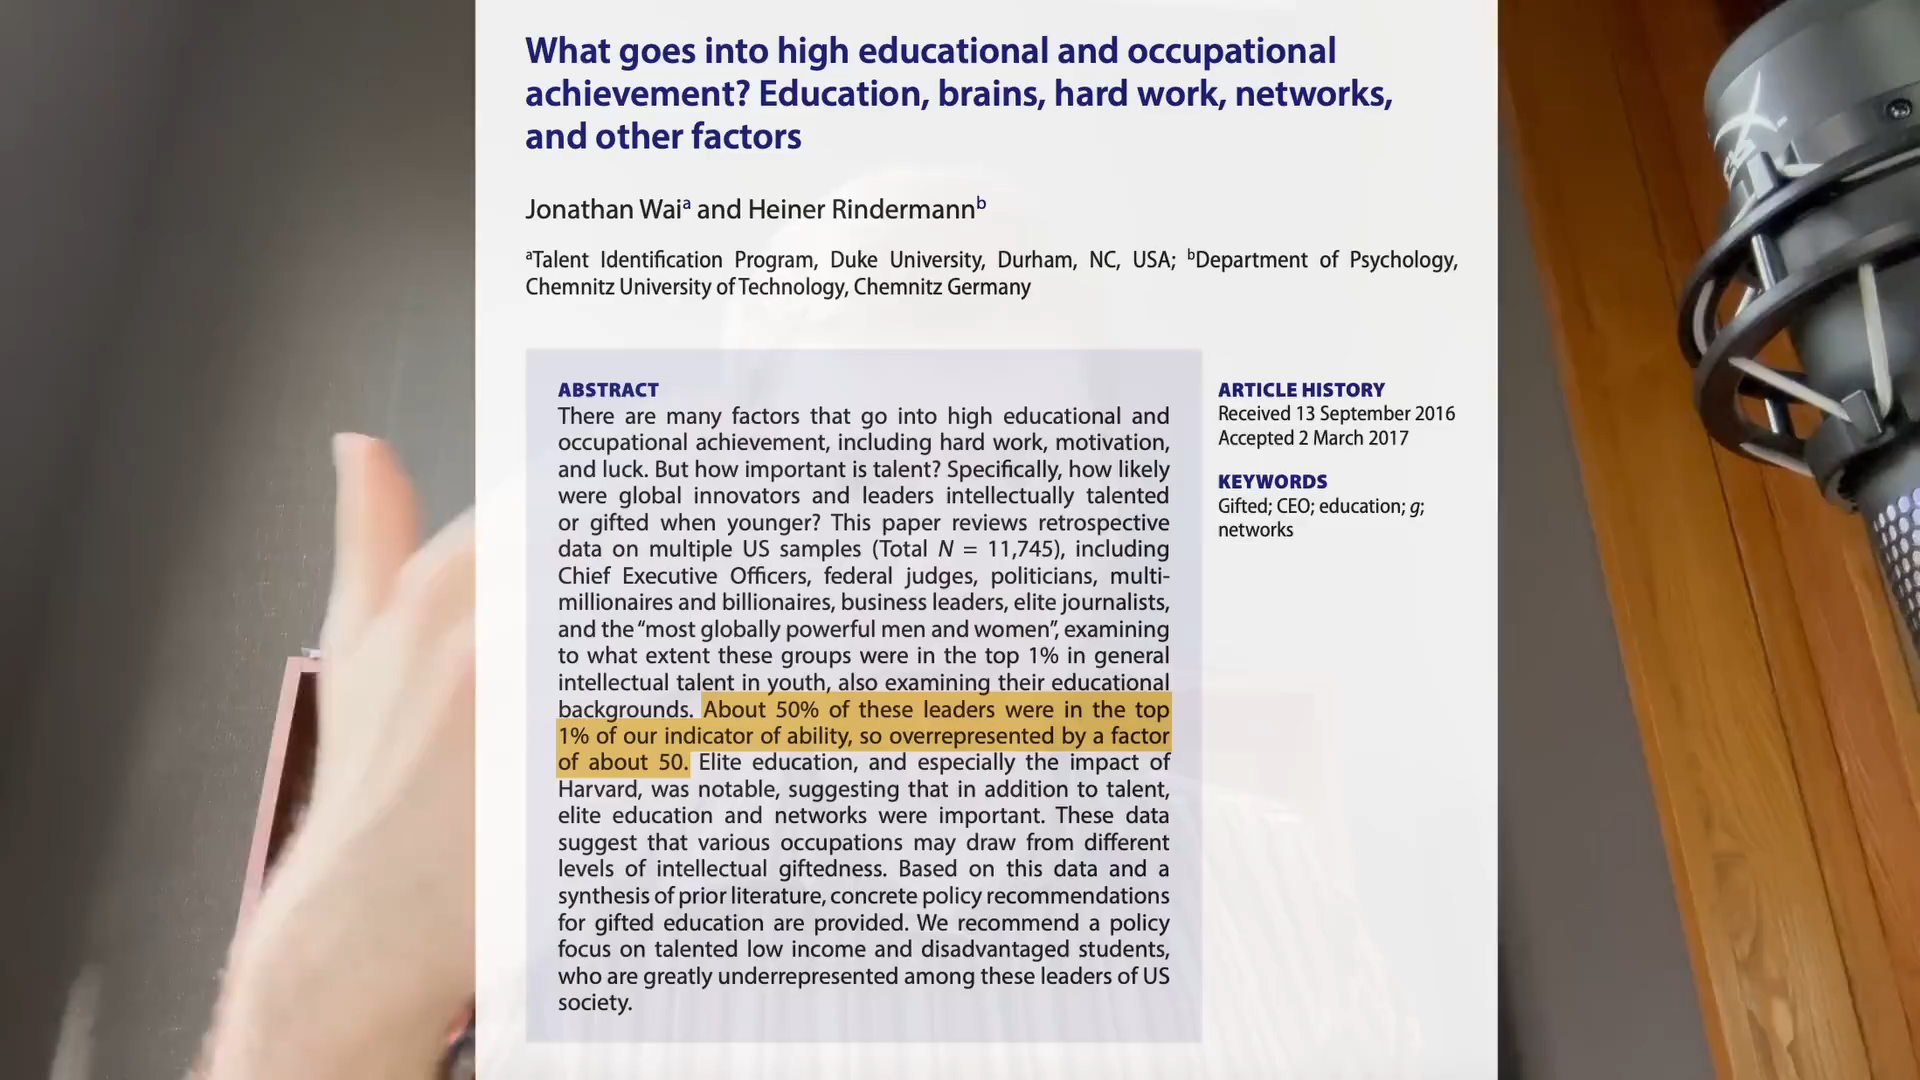 What goes into high educational and occupational
achievement? Education, brains, hard work, networks,
and other factors
Jonathan Waiᵃ and Heiner Rindermannᵇ
ᵃTalent Identification Program, Duke University, Durham, NC, USA; ᵇDepartment of Psychology,
Chemnitz University of Technology, Chemnitz Germany
ABSTRACT
There are many factors that go into high educational and
occupational achievement, including hard work, motivation,
and luck. But how important is talent? Specifically, how likely
were global innovators and leaders intellectually talented
or gifted when younger? This paper reviews retrospective
data on multiple US samples (Total N = 11,745), including
Chief Executive Officers, federal judges, politicians, multi-
millionaires and billionaires, business leaders, elite journalists,
and the “most globally powerful men and women”, examining
to what extent these groups were in the top 1% in general
intellectual talent in youth, also examining their educational
backgrounds. About 50% of these leaders were in the top
1% of our indicator of ability, so overrepresented by a factor
of about 50. Elite education, and especially the impact of
Harvard, was notable, suggesting that in addition to talent,
elite education and networks were important. These data
suggest that various occupations may draw from different
levels of intellectual giftedness. Based on this data and a
synthesis of prior literature, concrete policy recommendations
for gifted education are provided. We recommend a policy
focus on talented low income and disadvantaged students,
who are greatly underrepresented among these leaders of US
society.
ARTICLE HISTORY
Received 13 September 2016
Accepted 2 March 2017
KEYWORDS
Gifted; CEO; education; g;
networks